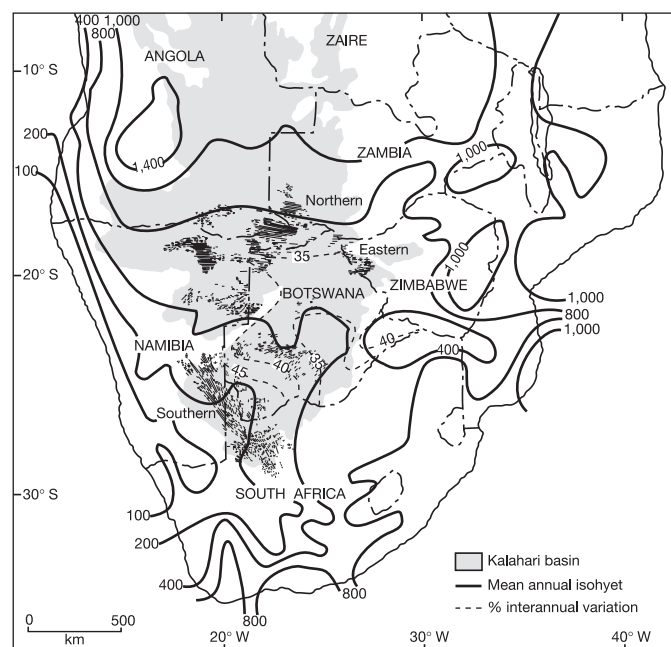 400 1,000
800
ZAIRE
ANGOLA
10° S
200
1,400
ZAMBIA
1,000
100
Northern
35
Eastern
20° S
1,000
ZIMBABWE
BOTSWANA
1,000
800
1,000
NAMIBIA
40
400
35
40
45
Southern
30° S
SOUTH AFRICA
100
200
400
800
800
Kalahari basin
Mean annual isohyet
% interannual variation
0 500
km
20° W 30° W 40° W